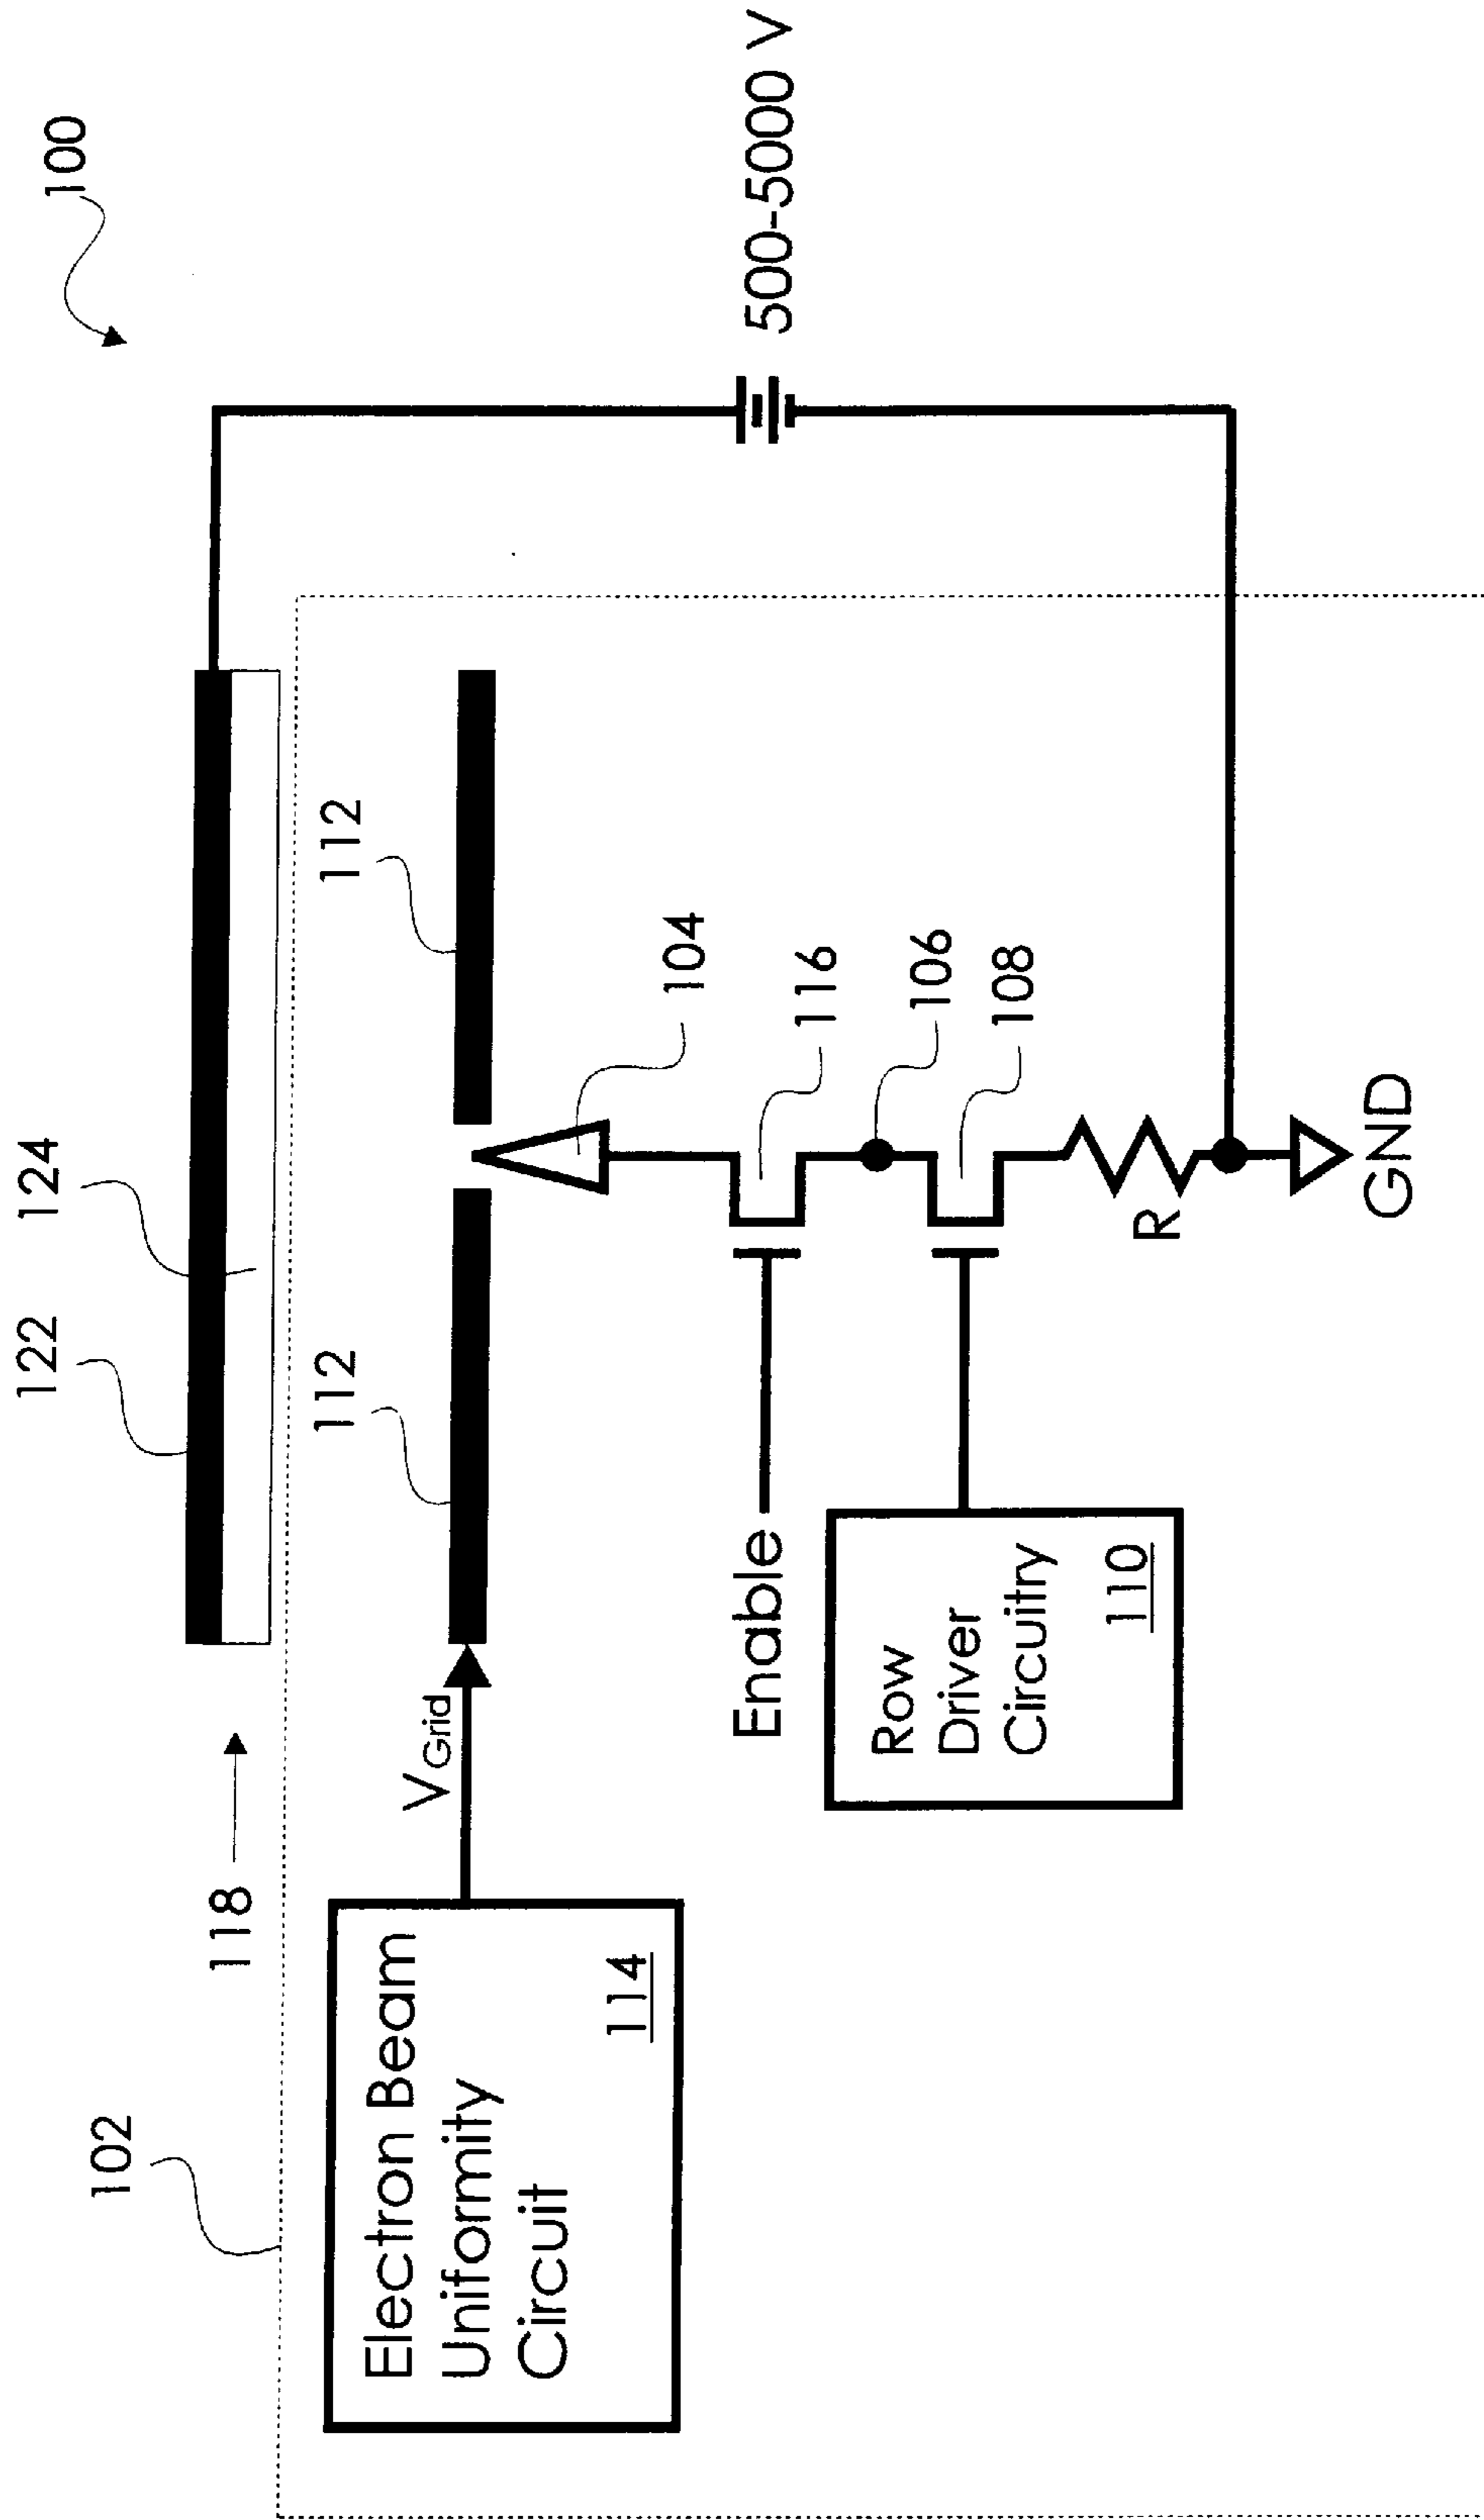 100
122
124
118
102
112
112
500-5000 V
Electron Beam
Uniformity
Circuit
114
VGrid
104
116
106
108
Enable
Row
Driver
Circuitry
110
R
GND